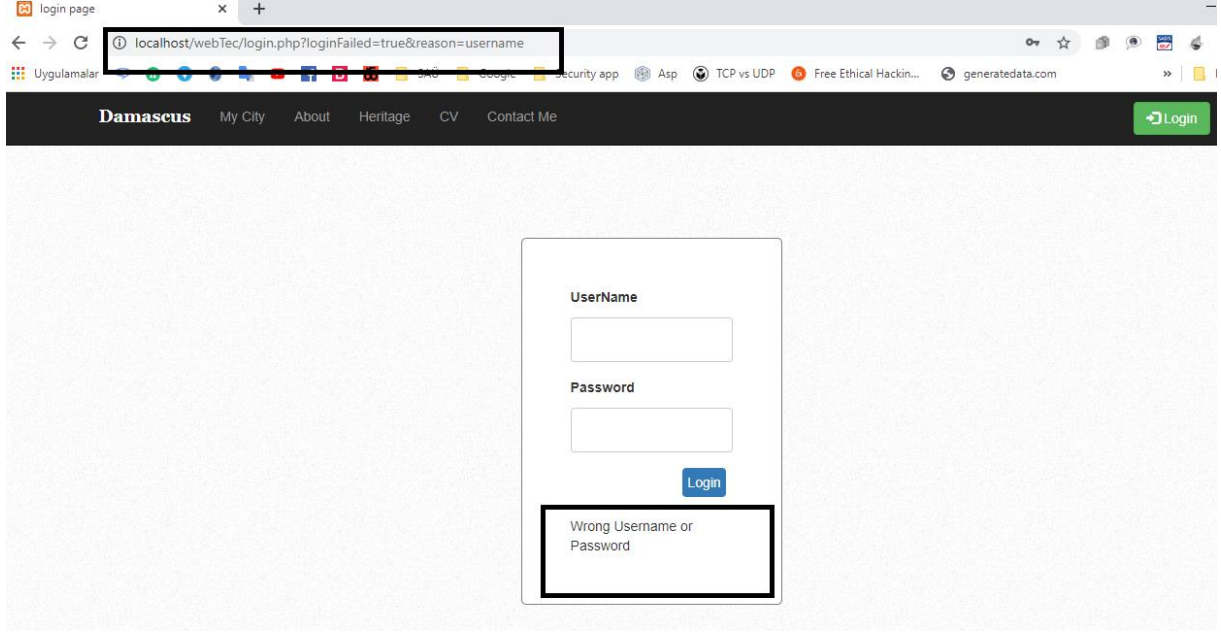 login page
localhost/webTec/login.php?loginFailed=true&reason=username
Uygulamalar SAÜ Google Security app Asp TCP vs UDP Free Ethical Hackin... generatedata.com »
Damascus My City About Heritage CV Contact Me Login
UserName
Password
Login
Wrong Username or
Password